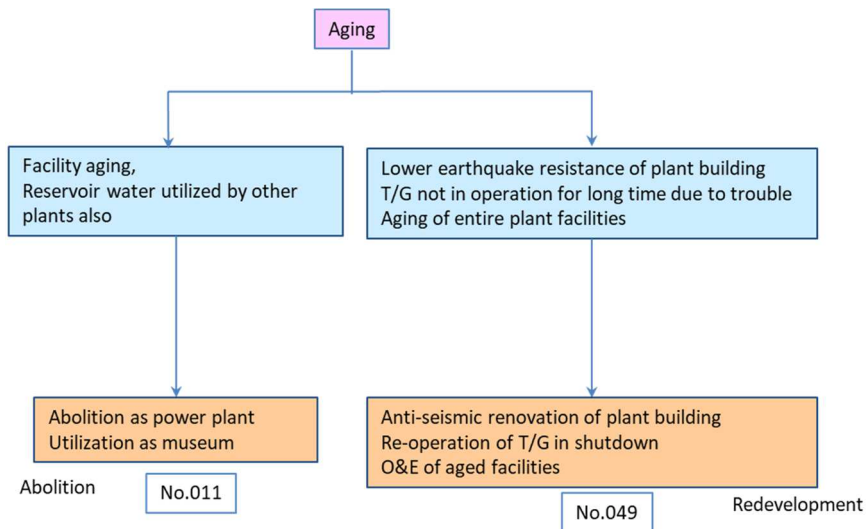 Aging
Facility aging,
Reservoir water utilized by other
plants also
Lower earthquake resistance of plant building
T/G not in operation for long time due to trouble
Aging of entire plant facilities
Abolition as power plant
Utilization as museum
Anti-seismic renovation of plant building
Re-operation of T/G in shutdown
O&E of aged facilities
Abolition
No.011
No.049
Redevelopment